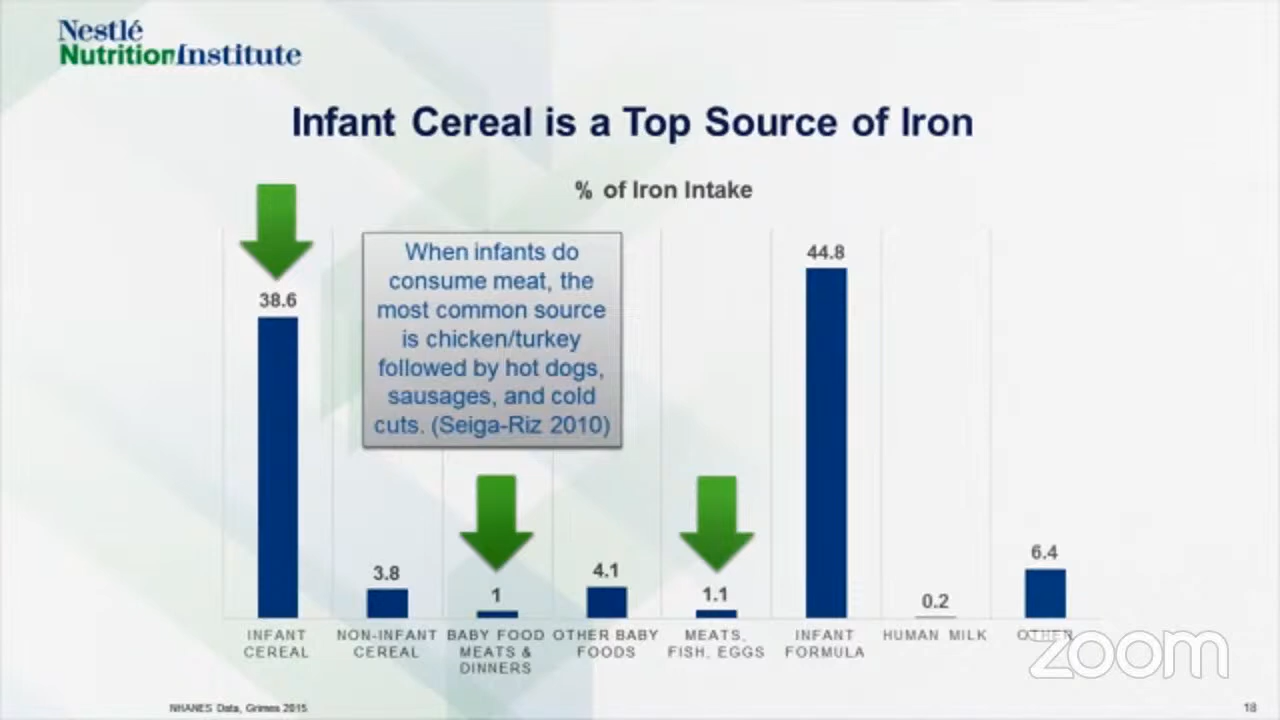 Nestlé
NutritionInstitute
Infant Cereal is a Top Source of Iron
% of Iron Intake
When infants do
consume meat, the
most common source
is chicken/turkey
followed by hot dogs,
sausages, and cold
cuts. (Seiga-Riz 2010)
38.6
3.8
1
4.1
1.1
44.8
0.2
6.4
INFANT
CEREAL
NON-INFANT
CEREAL
BABY FOOD
MEATS &
DINNERS
OTHER BABY
FOODS
MEATS,
FISH, EGGS
INFANT
FORMULA
HUMAN MILK
OTHER
zoom
NHANES Data, Grimes 2015
18